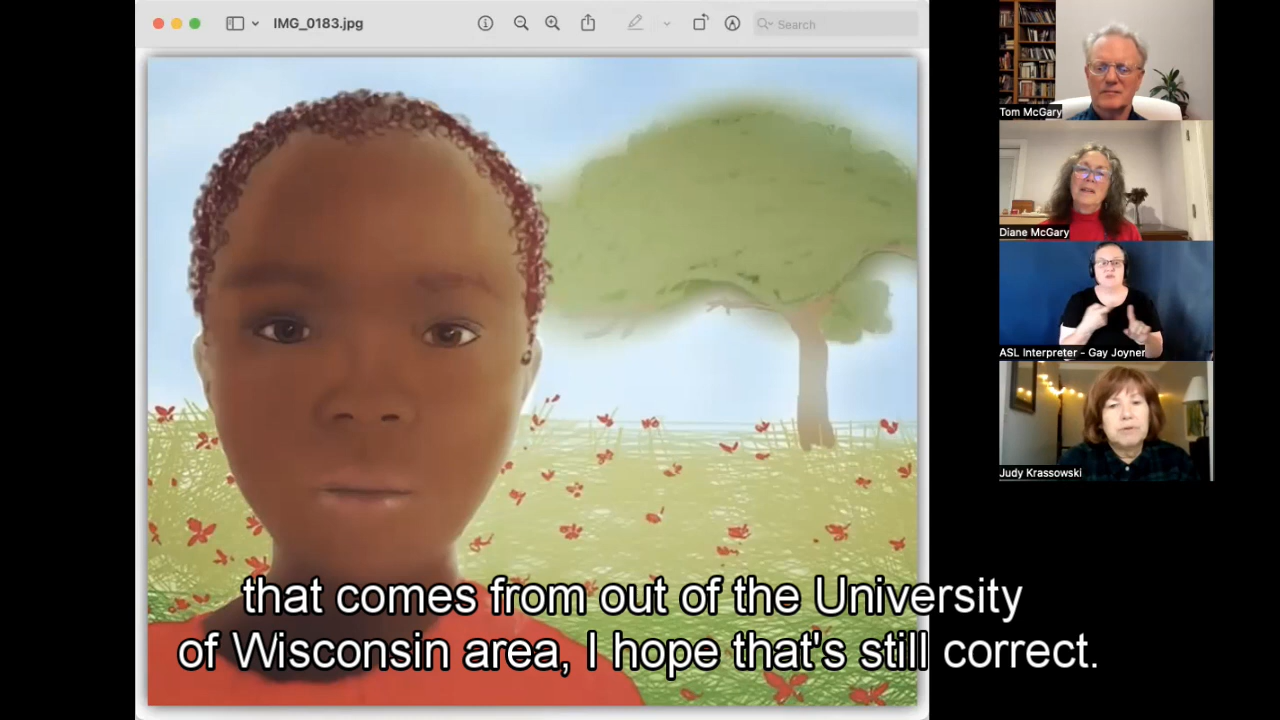 IMG_0183.jpg
Search
Tom McGary
Diane McGary
ASL Interpreter - Gay Joyner
Judy Krassowski
that comes from out of the University
of Wisconsin area, I hope that's still correct.